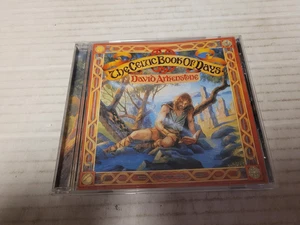 The Celtic Book Of Days
David Arkenstone